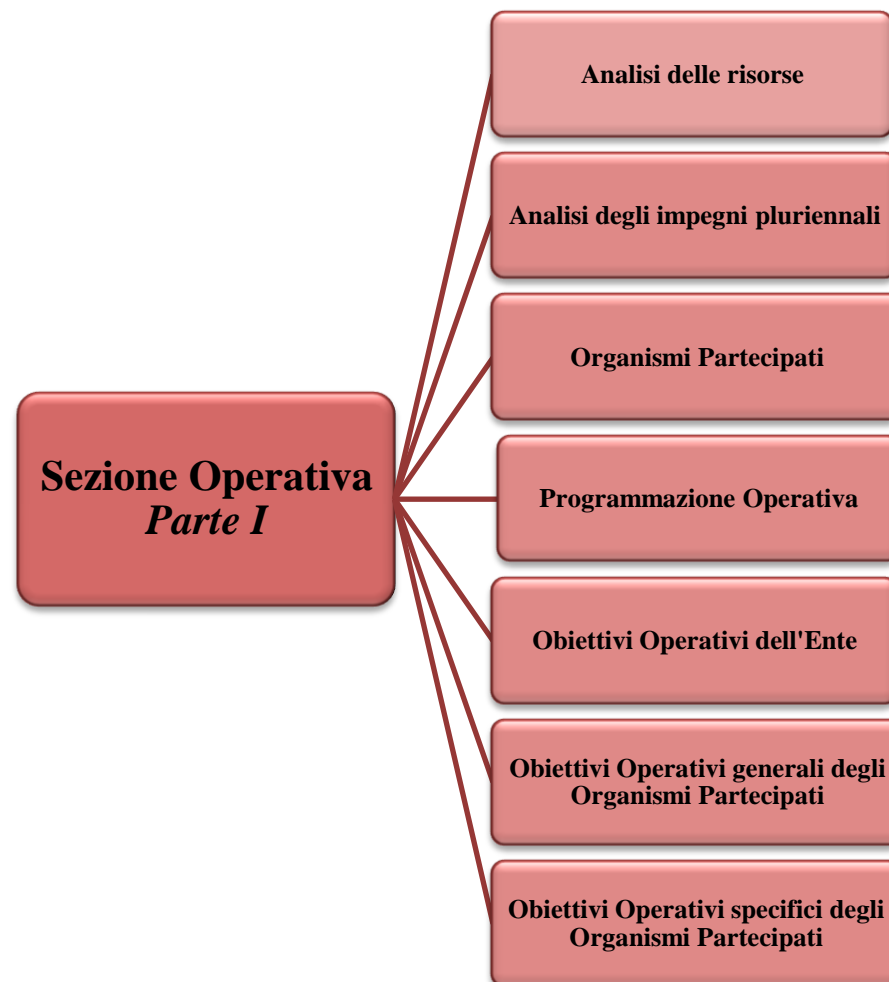 Sezione Operativa
Parte I
Analisi delle risorse
Analisi degli impegni pluriennali
Organismi Partecipati
Programmazione Operativa
Obiettivi Operativi dell'Ente
Obiettivi Operativi generali degli
Organismi Partecipati
Obiettivi Operativi specifici degli
Organismi Partecipati